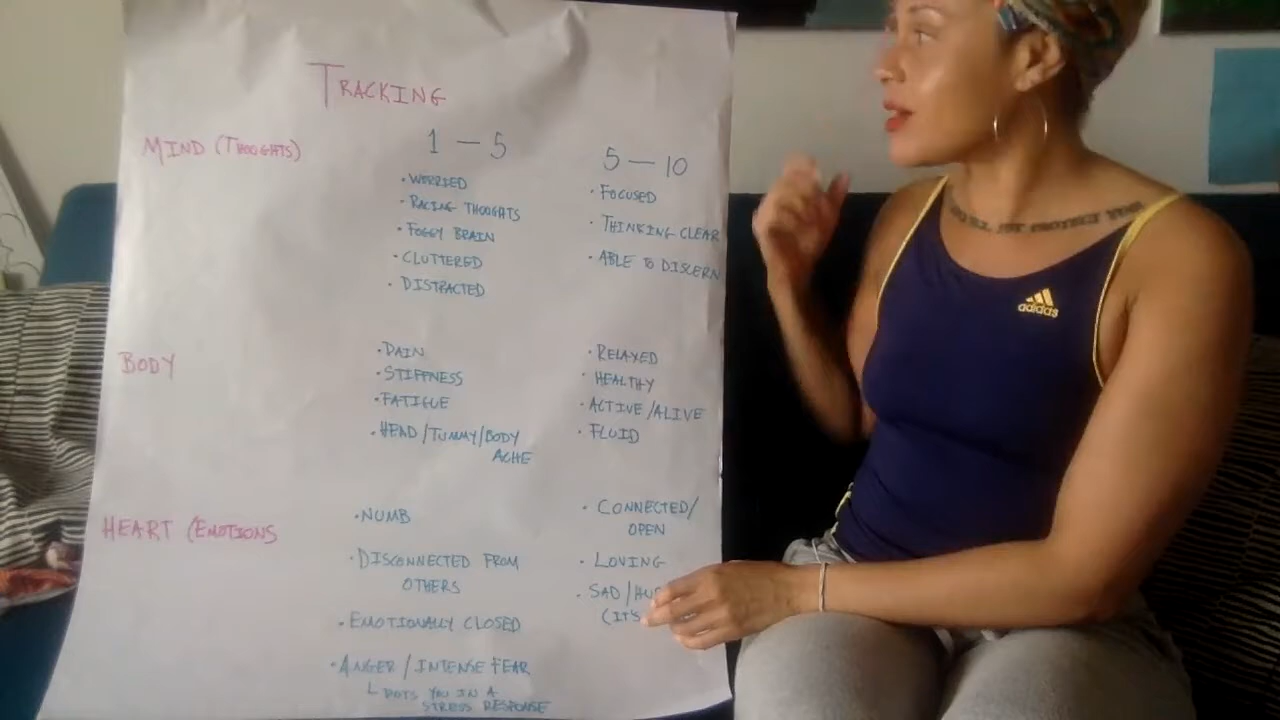 TRACKING
MIND (THOUGHTS)
1 — 5
• WORRIED
• RACING THOUGHTS
• FOGGY BRAIN
• CLUTTERED
• DISTRACTED
5 — 10
• FOCUSED
• THINKING CLEAR
• ABLE TO DISCERN
BODY
• PAIN
• STIFFNESS
• FATIGUE
• HEAD/TUMMY/BODY
ACHE
• RELAXED
• HEALTHY
• ACTIVE/ALIVE
• FLUID
HEART (EMOTIONS
• NUMB
• DISCONNECTED FROM
OTHERS
• EMOTIONALLY CLOSED
• ANGER/INTENSE FEAR
PUTS YOU IN A
STRESS RESPONSE
• CONNECTED/
OPEN
• LOVING
• SAD/
(IT'S
adidas
PROTECT